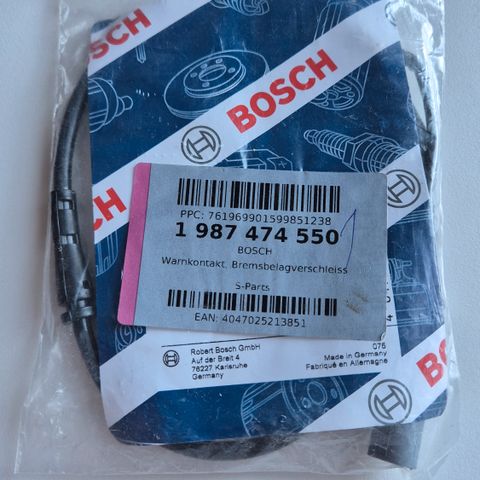 BOSCH
BOSCH
PPC: 761969901599851238
1 987 474 550
BOSCH
Warnkontakt, Bremsbelagverschleiss
S-Parts
EAN: 4047025213851
Robert Bosch GmbH
Auf der Breit 4
76227 Karlsruhe
Germany
075
Made in Germany
Fabriqué en Allemagne
BOSCH